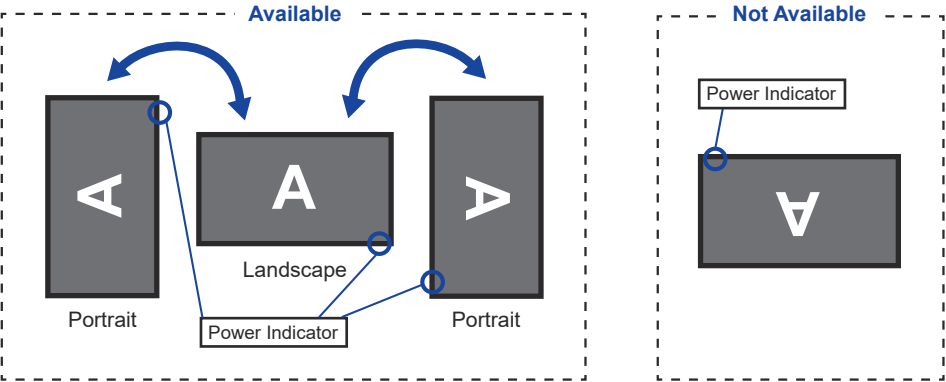 Available
A
A
A
Portrait
Landscape
Portrait
Power Indicator
Not Available
Power Indicator
A